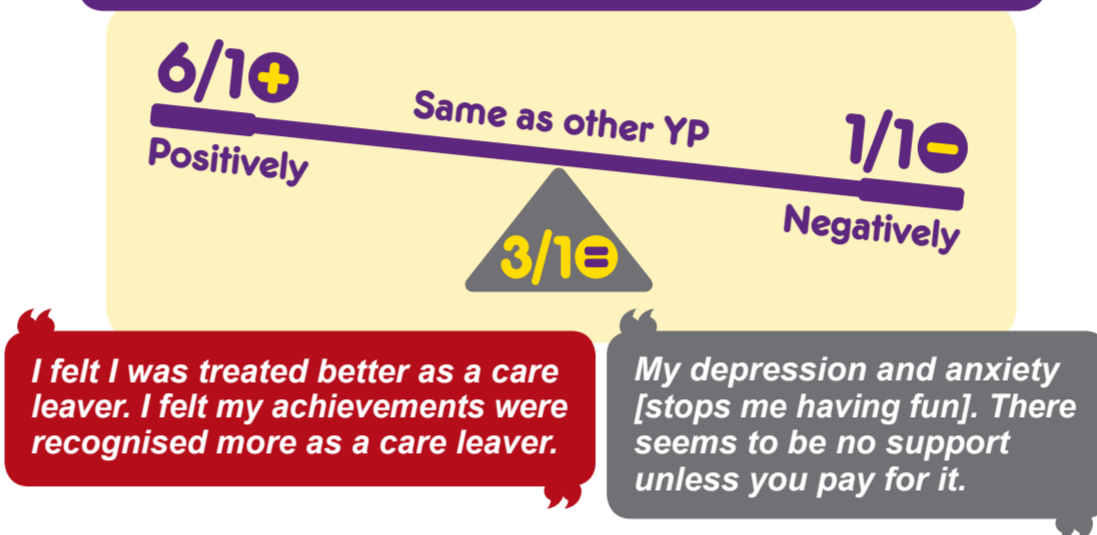 6/10
Positively
Same as other YP
1/10
Negatively
3/10
I felt I was treated better as a care
leaver. I felt my achievements were
recognised more as a care leaver.
My depression and anxiety
[stops me having fun]. There
seems to be no support
unless you pay for it.